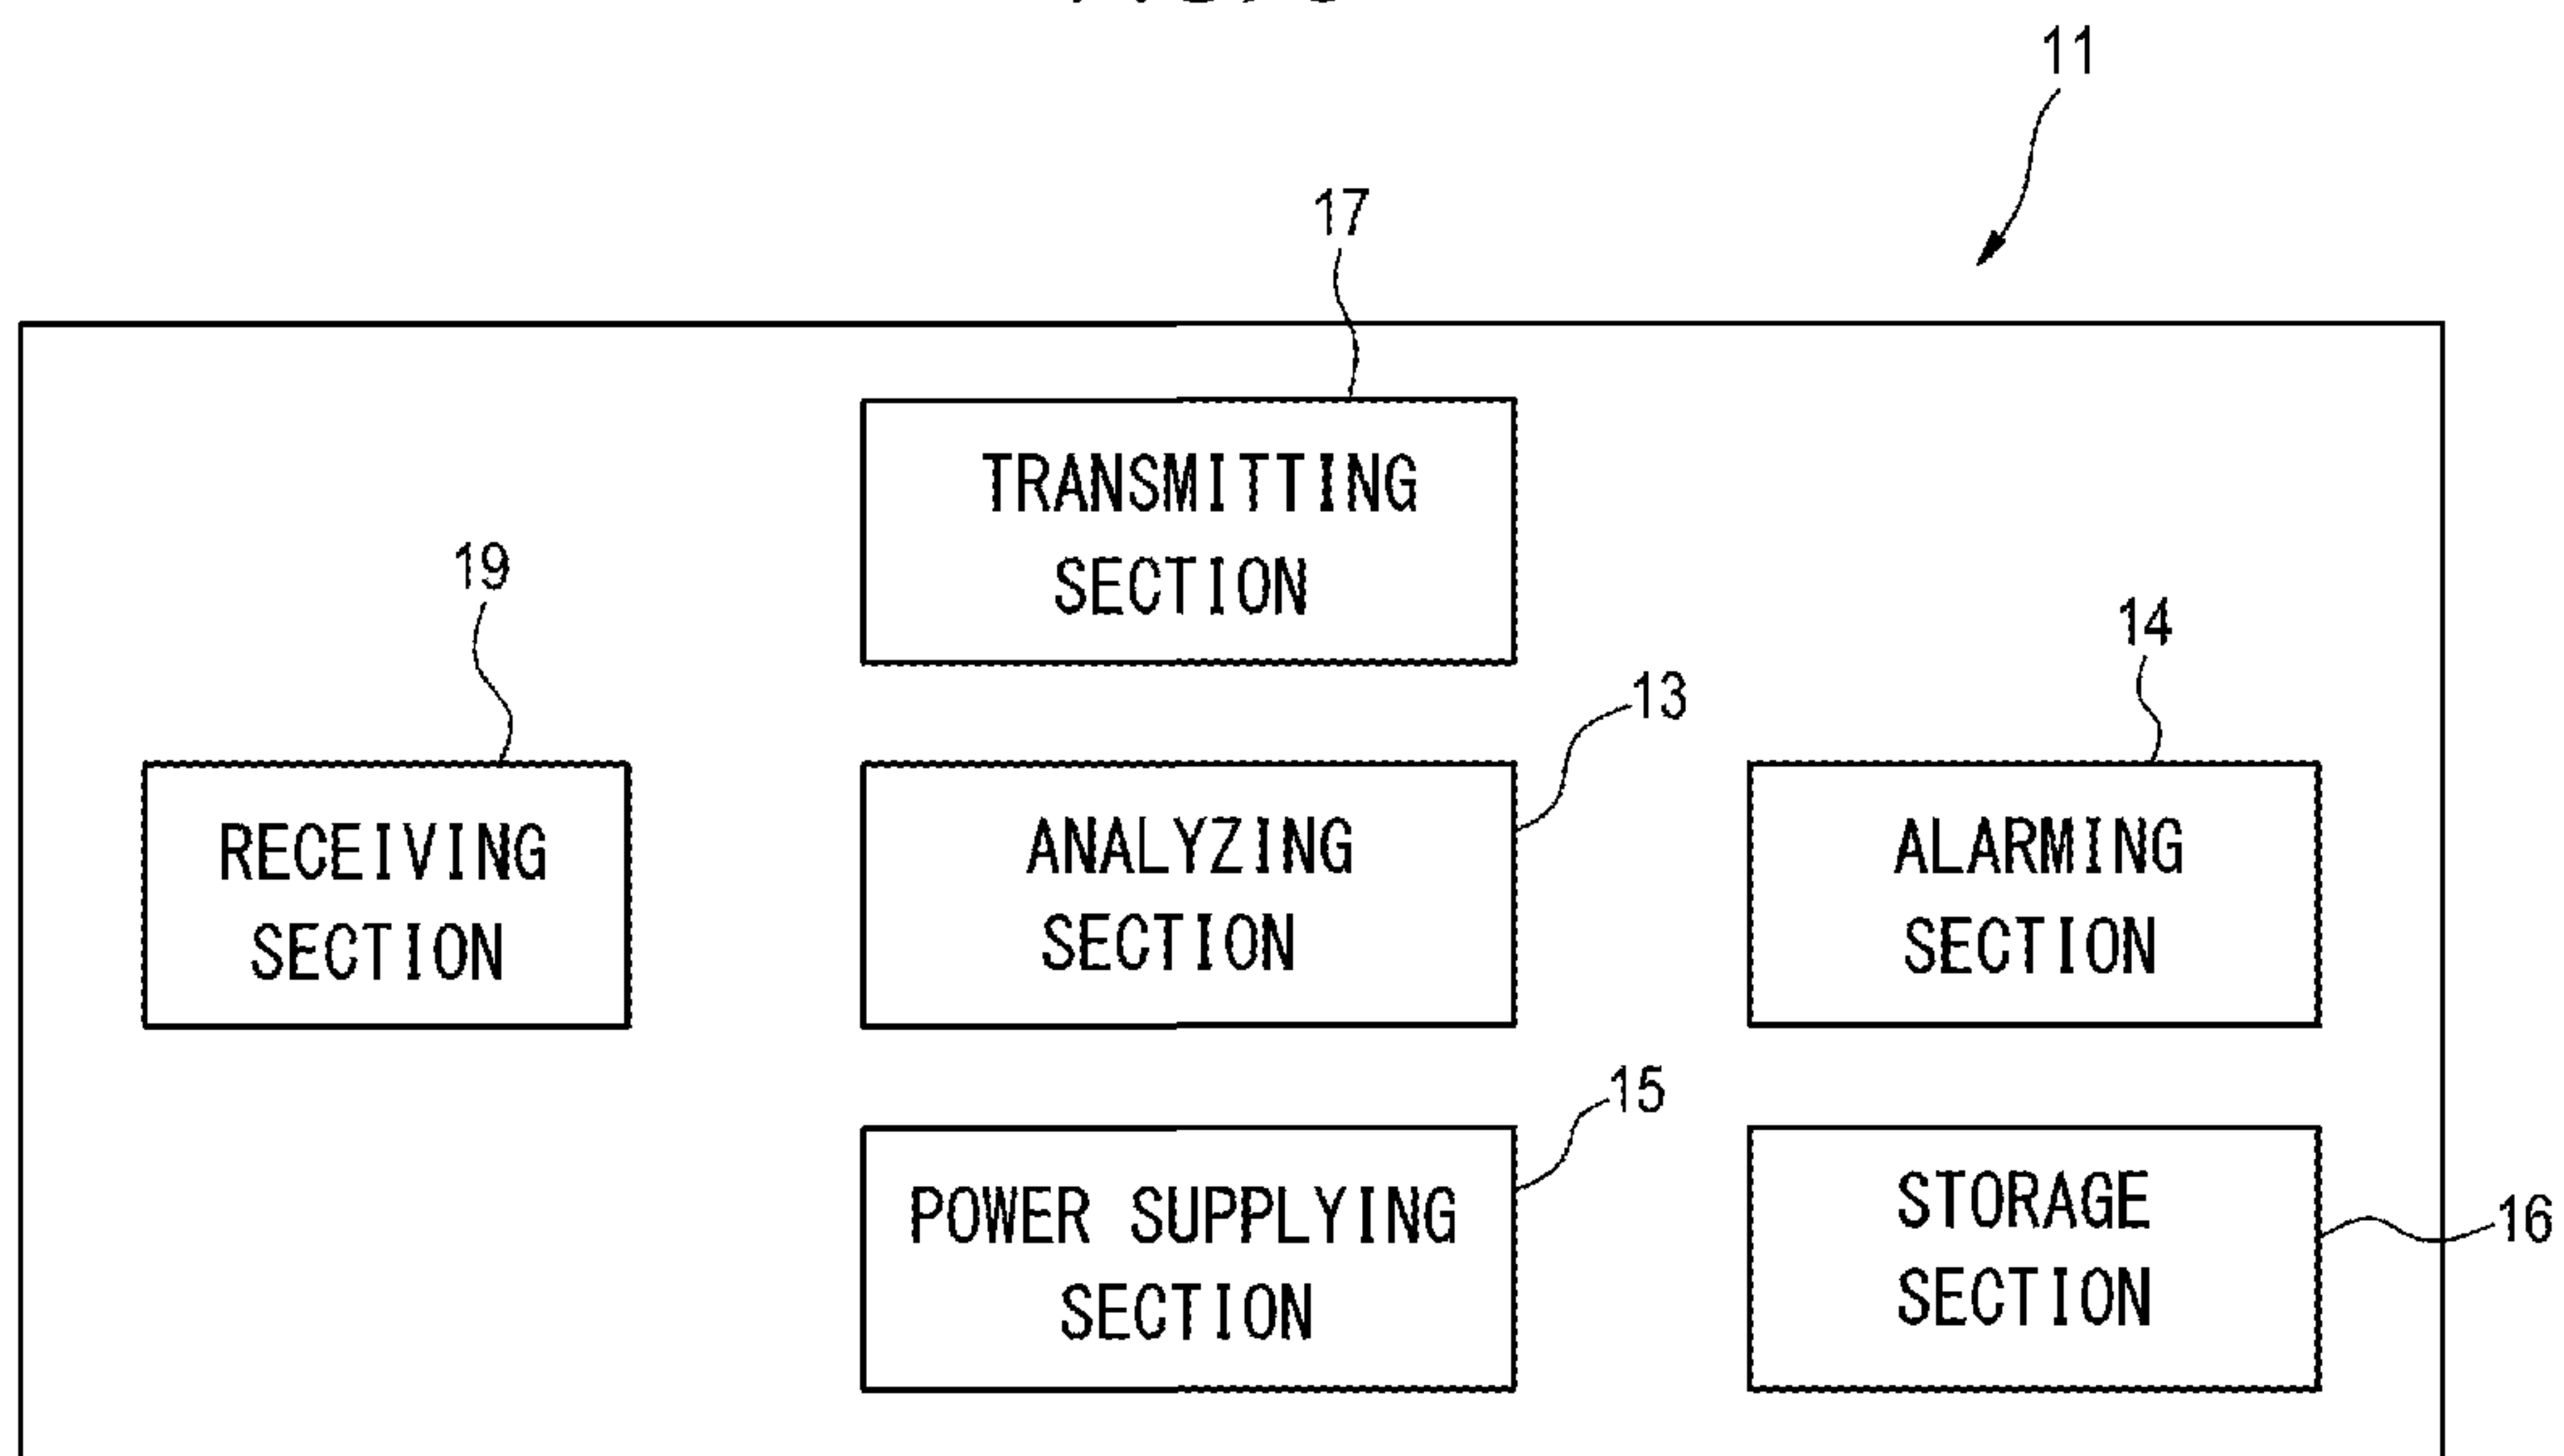 11
17
TRANSMITTING
SECTION
19
14
13
RECEIVING
SECTION
ANALYZING
SECTION
ALARMING
SECTION
15
POWER SUPPLYING
SECTION
STORAGE
SECTION
16